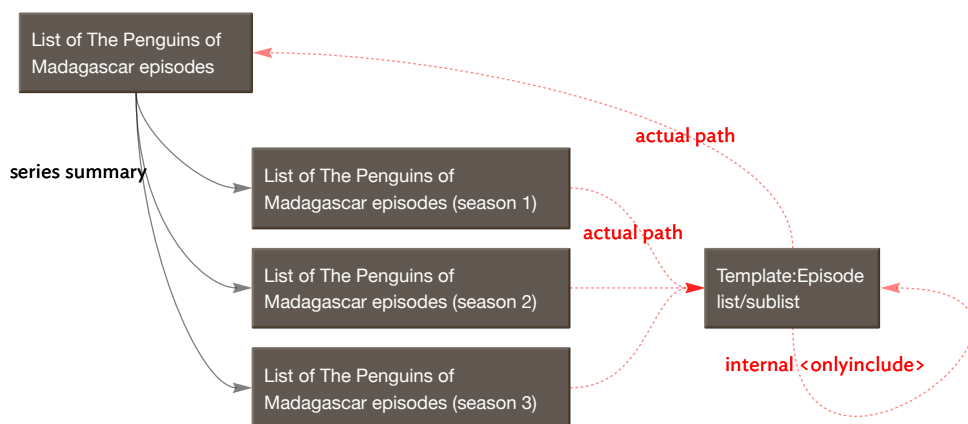 List of The Penguins of
Madagascar episodes
actual path
series summary
List of The Penguins of
Madagascar episodes (season 1)
actual path
List of The Penguins of
Madagascar episodes (season 2)
Template:Episode
list/sublist
internal <onlyinclude>
List of The Penguins of
Madagascar episodes (season 3)